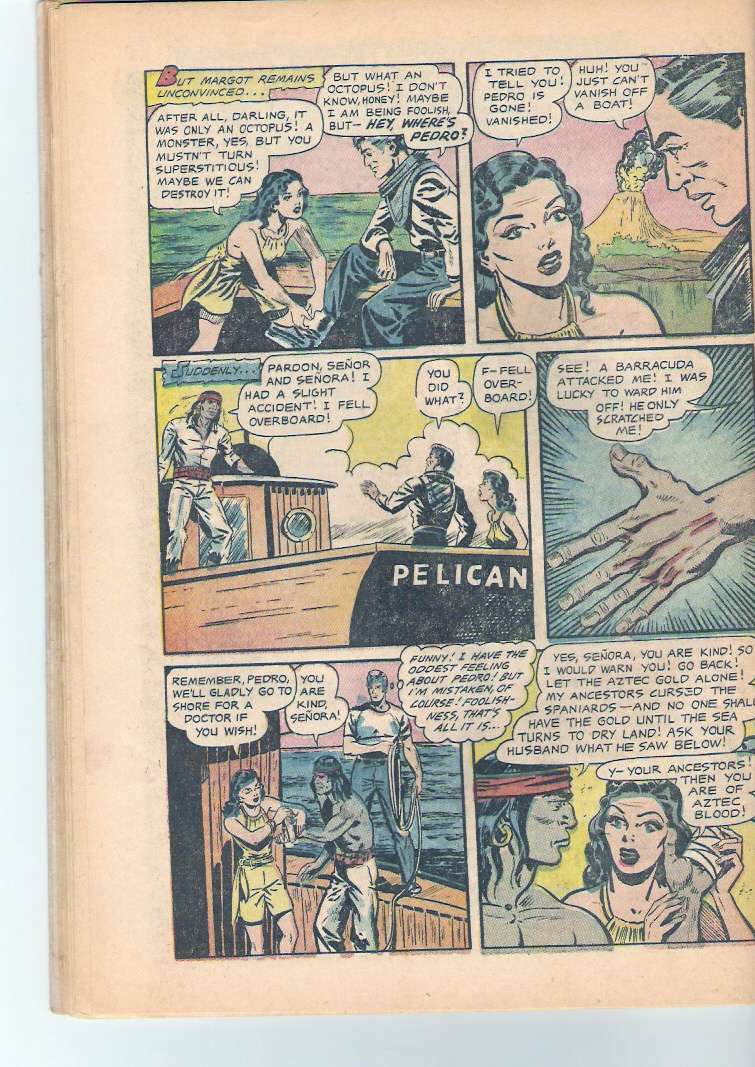 BUT MARGOT REMAINS
UNCONVINCED...
AFTER ALL, DARLING, IT
WAS ONLY AN OCTOPUS! A
MONSTER, YES, BUT YOU
MUSTN'T TURN
SUPERSTITIOUS!
MAYBE WE CAN
DESTROY IT!
BUT WHAT AN
OCTOPUS! I DON'T
KNOW, HONEY! MAYBE
I AM BEING FOOLISH,
BUT— HEY, WHERE'S
PEDRO?
I TRIED TO
TELL YOU!
PEDRO IS
GONE!
VANISHED!
HUH! YOU
JUST CAN'T
VANISH OFF
A BOAT!
SUDDENLY...
PARDON, SEÑOR
AND SEÑORA! I
HAD A SLIGHT
ACCIDENT! I FELL
OVERBOARD!
YOU
DID
WHAT?
F-FELL
OVER-
BOARD!
PELICAN
SEE! A BARRACUDA
ATTACKED ME! I WAS
LUCKY TO WARD HIM
OFF! HE ONLY
SCRATCHED
ME!
REMEMBER, PEDRO,
WE'LL GLADLY GO TO
SHORE FOR A
DOCTOR IF
YOU WISH!
YOU
ARE
KIND,
SEÑORA!
FUNNY! I HAVE THE
ODDEST FEELING
ABOUT PEDRO! BUT
I'M MISTAKEN, OF
COURSE! FOOLISH-
NESS, THAT'S
ALL IT IS...
YES, SEÑORA, YOU ARE KIND! SO
I WOULD WARN YOU! GO BACK!
LET THE AZTEC GOLD ALONE!
MY ANCESTORS CURSED THE
SPANIARDS—AND NO ONE SHALL
HAVE THE GOLD UNTIL THE SEA
TURNS TO DRY LAND! ASK YOUR
HUSBAND WHAT HE SAW BELOW!
Y- YOUR ANCESTORS!
THEN YOU
ARE OF
AZTEC
BLOOD!